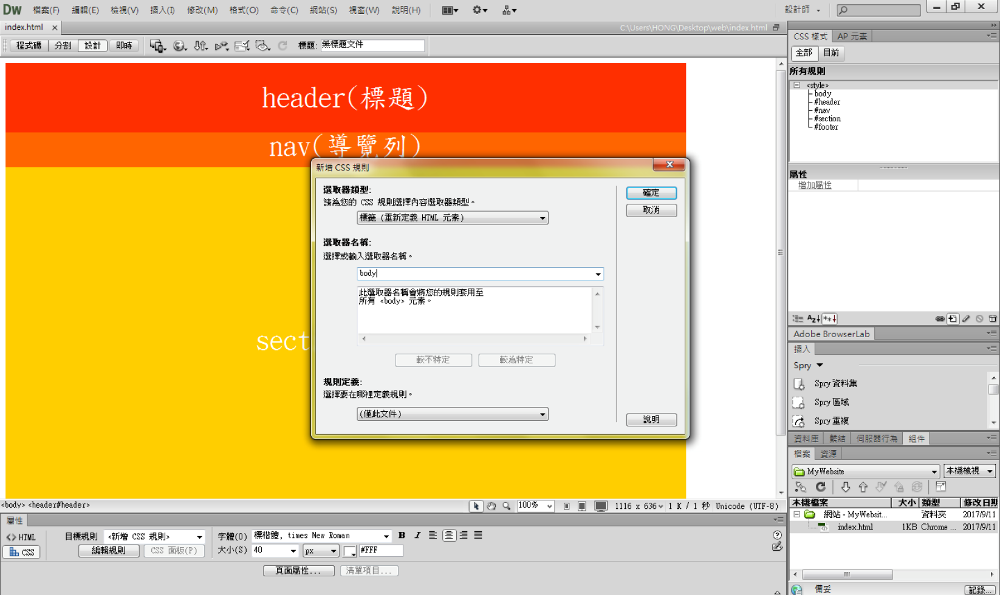 Dw 檔案(F) 編輯(E) 檢視(V) 插入(I) 修改(M) 格式(O) 命令(C) 網站(S) 視窗(W) 說明(H) 設計師
index.html C:\Users\HONG\Desktop\web\index.html
程式碼 分割 設計 即時 標題: 無標題文件
header(標題)
nav(導覽列)
sect
新增 CSS 規則
選取器類型:
請為您的 CSS 規則選擇內容選取器類型。
標籤 (重新定義 HTML 元素)
選取器名稱:
選擇或輸入選取器名稱。
body
此選取器名稱會將您的規則套用至
所有 <body> 元素。
較不特定 較為特定
規則定義:
選擇要在哪裡定義規則。
(僅此文件)
確定
取消
說明
<body> <header#header> 100% 1116 x 636 1 K / 1 秒 Unicode (UTF-8)
屬性
<> HTML 目標規則 <新增 CSS 規則> 字體(O) 標楷體, times New Roman B I
CSS 編輯規則 CSS 面板(P) 大小(S) 40 px #FFF
頁面屬性... 清單項目...
CSS 樣式 AP 元素
全部 目前
所有規則
<style>
body
#header
#nav
#section
#footer
屬性
增加屬性
Az **
Adobe BrowserLab
插入
Spry
Spry 資料集
Spry 區域
Spry 重複
資料庫 繫結 伺服器行為 組件
檔案 資源
MyWebsite 本機檢視
本機檔案 大小 類型 修改日期
網站 - MyWebsit... 資料夾 2017/9/11
index.html 1KB Chrome ... 2017/9/11
備妥 記錄...